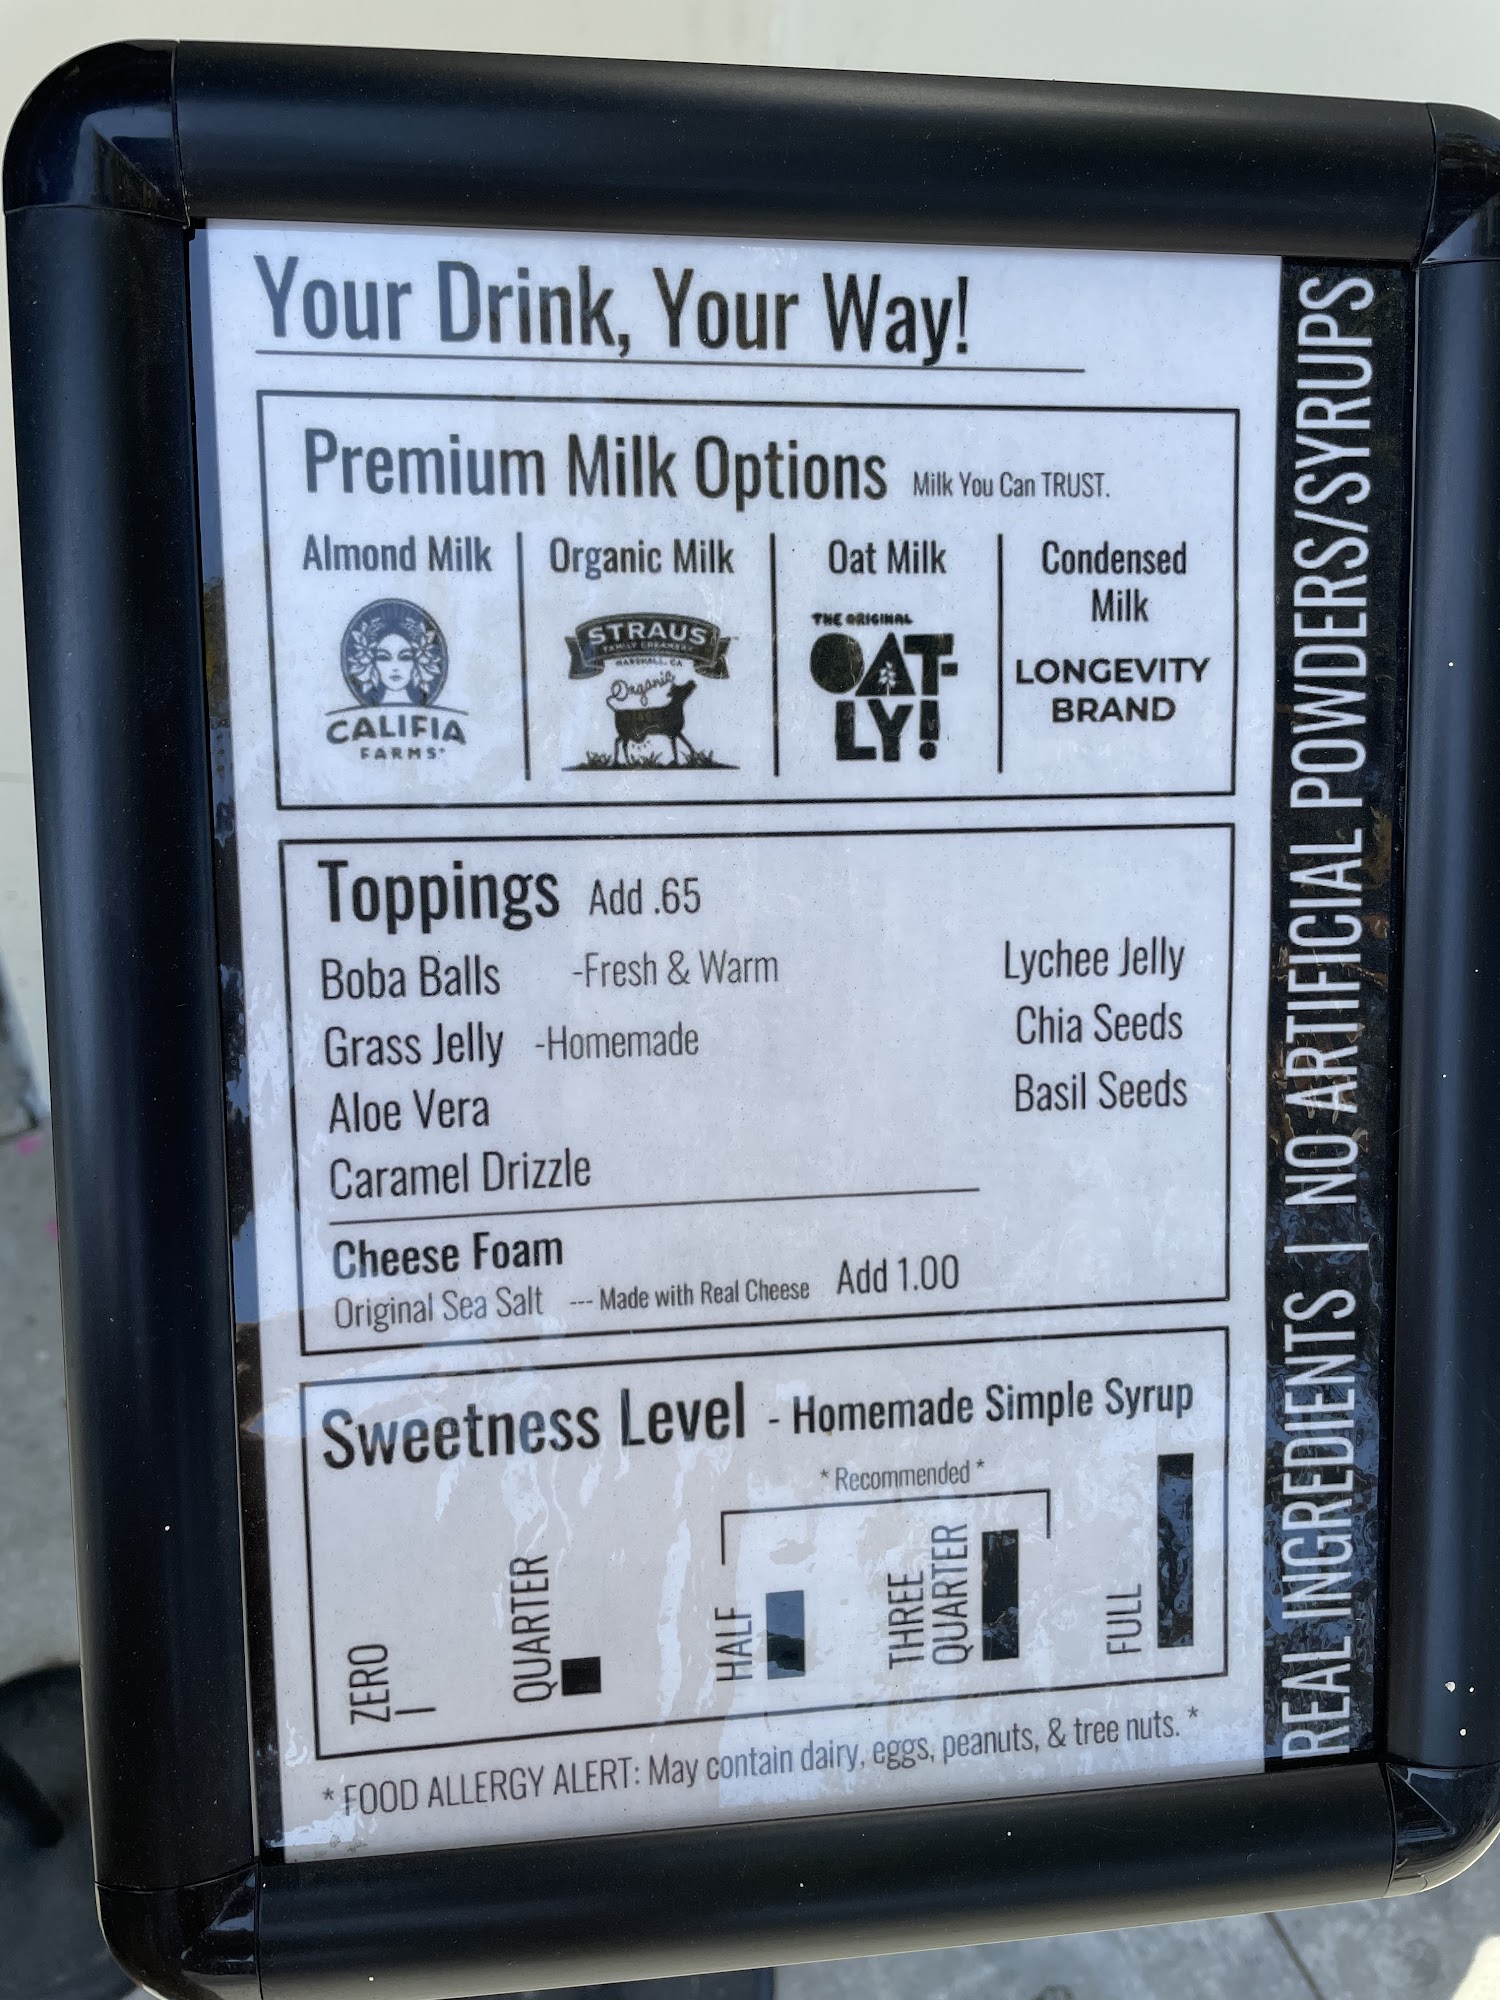 Your Drink, Your Way!
Premium Milk Options Milk You Can TRUST.
Almond Milk
CALIFIA
FARMS
Organic Milk
STRAUS
FAMILY CREAMERY
MARSHALL, CA
Organic
Oat Milk
THE ORIGINAL
OAT-
LY!
Condensed
Milk
LONGEVITY
BRAND
Toppings Add .65
Boba Balls -Fresh & Warm
Grass Jelly -Homemade
Aloe Vera
Caramel Drizzle
Lychee Jelly
Chia Seeds
Basil Seeds
Cheese Foam
Original Sea Salt --- Made with Real Cheese Add 1.00
Sweetness Level - Homemade Simple Syrup
* Recommended *
ZERO
QUARTER
HALF
THREE
QUARTER
FULL
* FOOD ALLERGY ALERT: May contain dairy, eggs, peanuts, & tree nuts. *
REAL INGREDIENTS | NO ARTIFICIAL POWDERS/SYRUPS